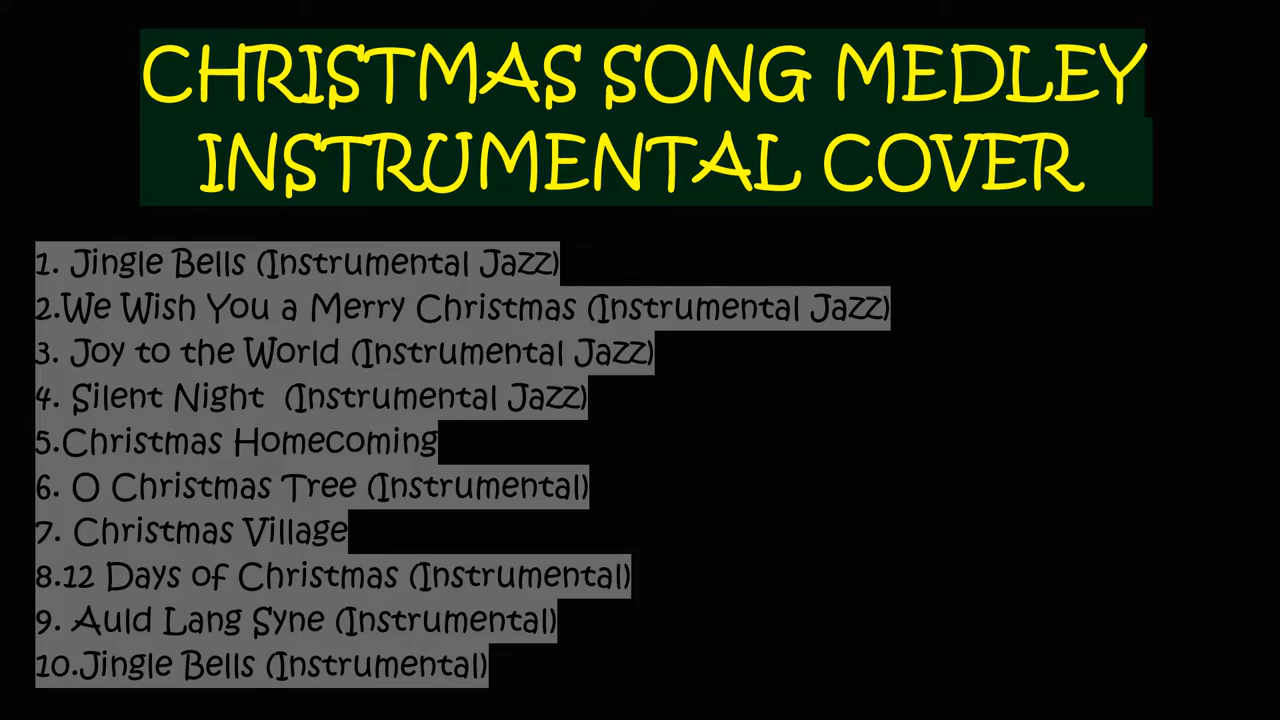 CHRISTMAS SONG MEDLEY
INSTRUMENTAL COVER
1. Jingle Bells (Instrumental Jazz)
2.We Wish You a Merry Christmas (Instrumental Jazz)
3. Joy to the World (Instrumental Jazz)
4. Silent Night  (Instrumental Jazz)
5.Christmas Homecoming
6. O Christmas Tree (Instrumental)
7. Christmas Village
8.12 Days of Christmas (Instrumental)
9. Auld Lang Syne (Instrumental)
10.Jingle Bells (Instrumental)